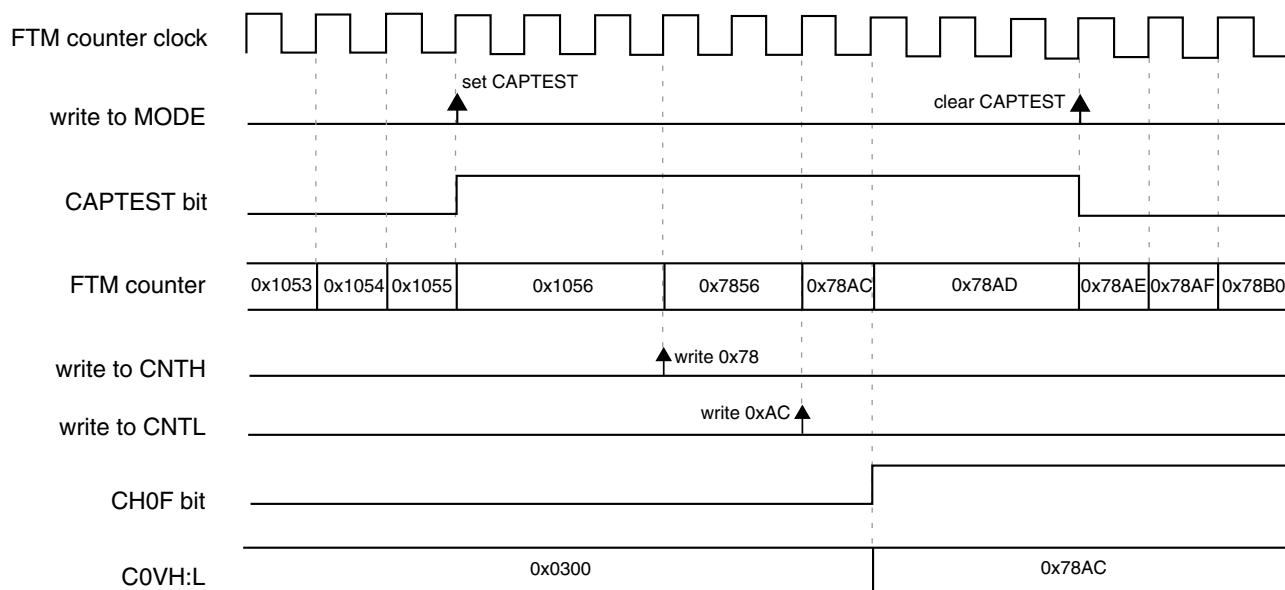 FTM counter clock
set CAPTEST
clear CAPTEST
write to MODE
CAPTEST bit
FTM counter 0x1053 0x1054 0x1055 0x1056 0x7856 0x78AC 0x78AD 0x78AE 0x78AF 0x78B0
write to CNTH write 0x78
write to CNTL write 0xAC
CH0F bit
C0VH:L 0x0300 0x78AC